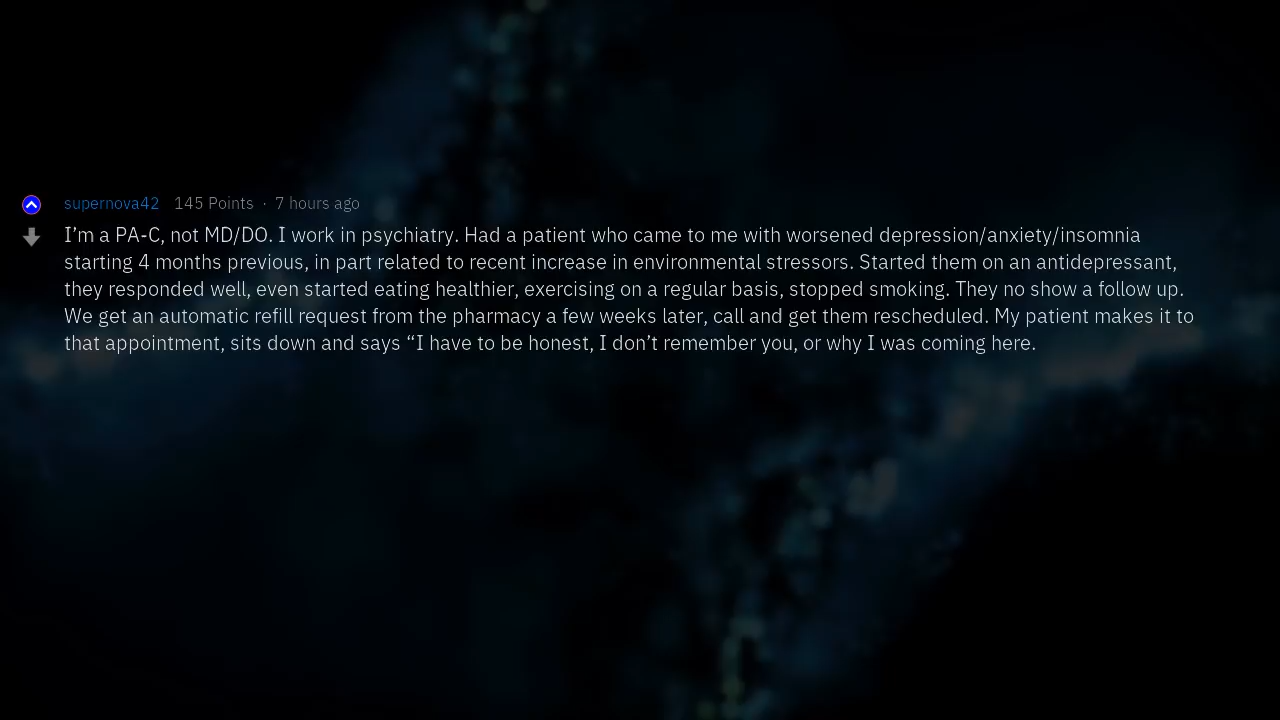 supernova42 145 Points · 7 hours ago
I’m a PA-C, not MD/DO. I work in psychiatry. Had a patient who came to me with worsened depression/anxiety/insomnia
starting 4 months previous, in part related to recent increase in environmental stressors. Started them on an antidepressant,
they responded well, even started eating healthier, exercising on a regular basis, stopped smoking. They no show a follow up.
We get an automatic refill request from the pharmacy a few weeks later, call and get them rescheduled. My patient makes it to
that appointment, sits down and says “I have to be honest, I don’t remember you, or why I was coming here.